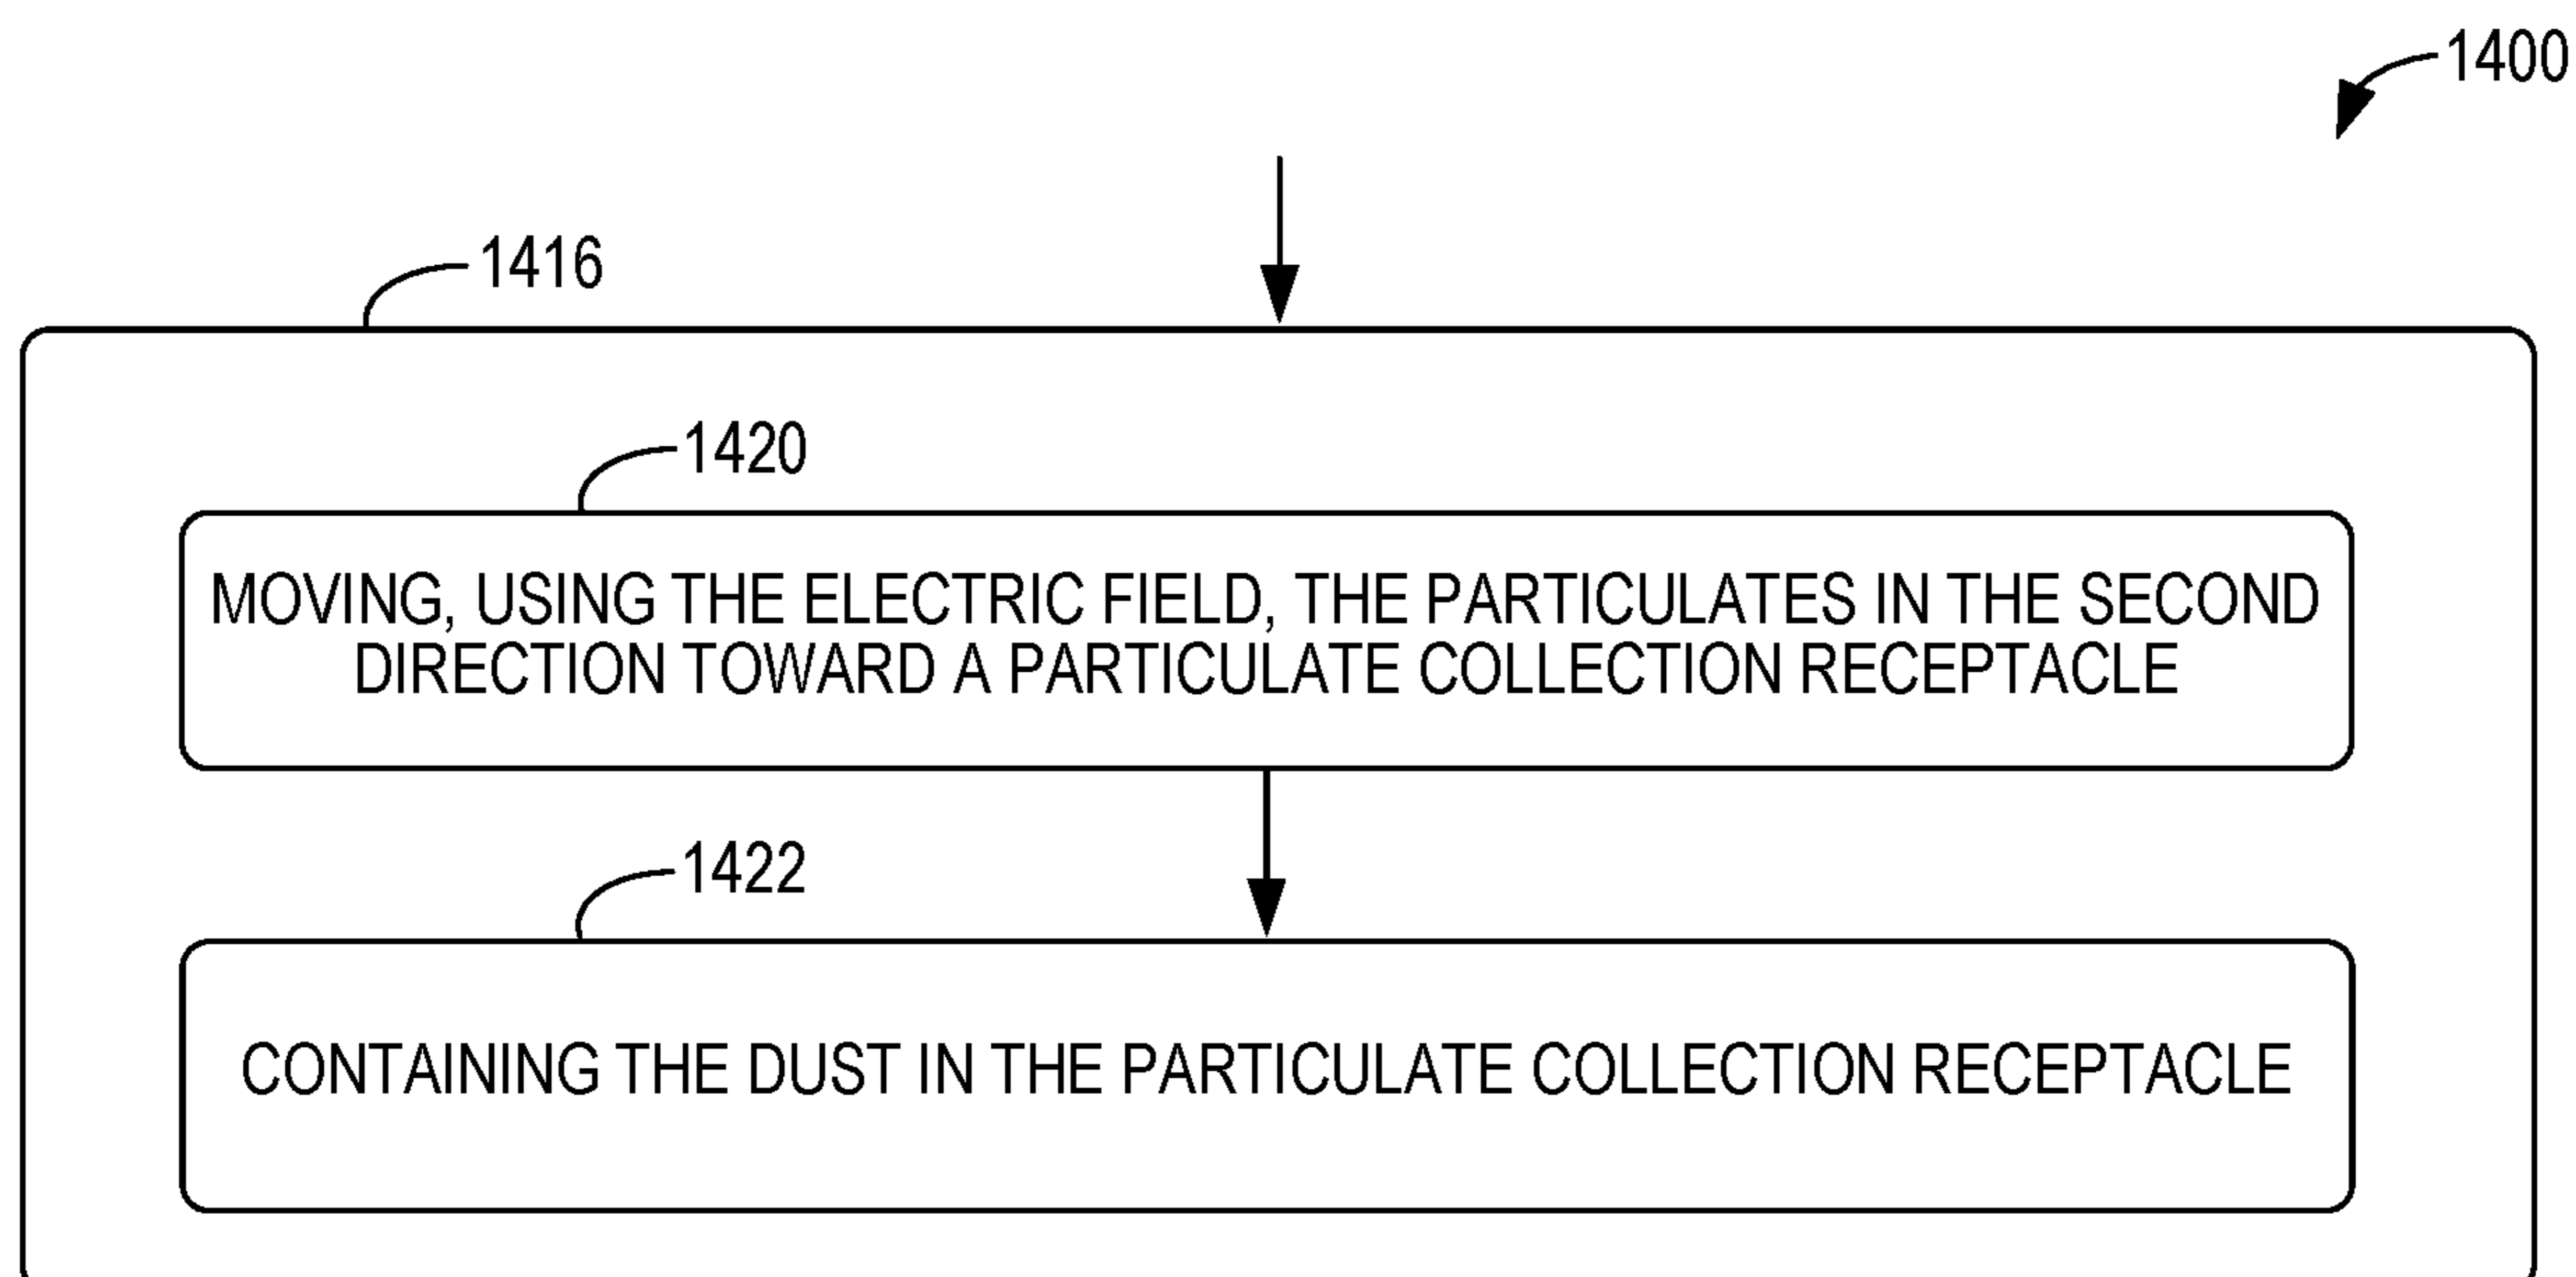 1400
1416
1420
MOVING, USING THE ELECTRIC FIELD, THE PARTICULATES IN THE SECOND
DIRECTION TOWARD A PARTICULATE COLLECTION RECEPTACLE
1422
CONTAINING THE DUST IN THE PARTICULATE COLLECTION RECEPTACLE